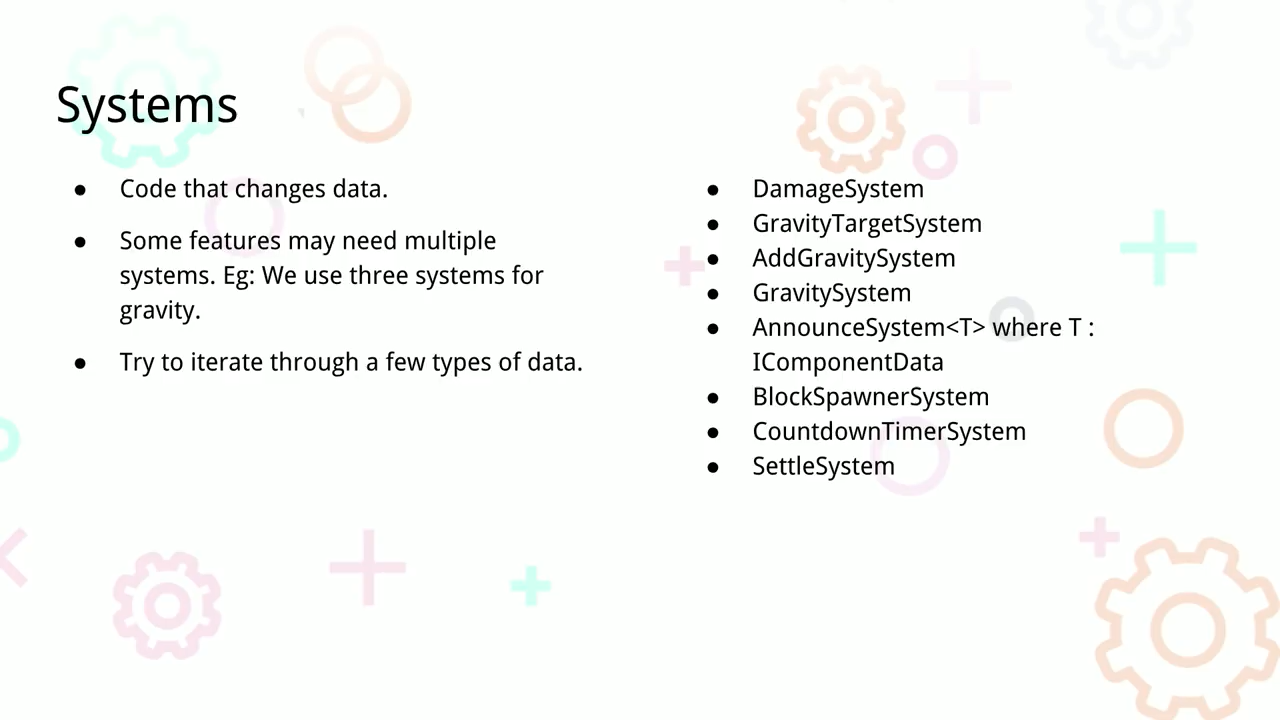 Systems
● Code that changes data.
● Some features may need multiple
systems. Eg: We use three systems for
gravity.
● Try to iterate through a few types of data.
● DamageSystem
● GravityTargetSystem
● AddGravitySystem
● GravitySystem
● AnnounceSystem<T> where T :
IComponentData
● BlockSpawnerSystem
● CountdownTimerSystem
● SettleSystem